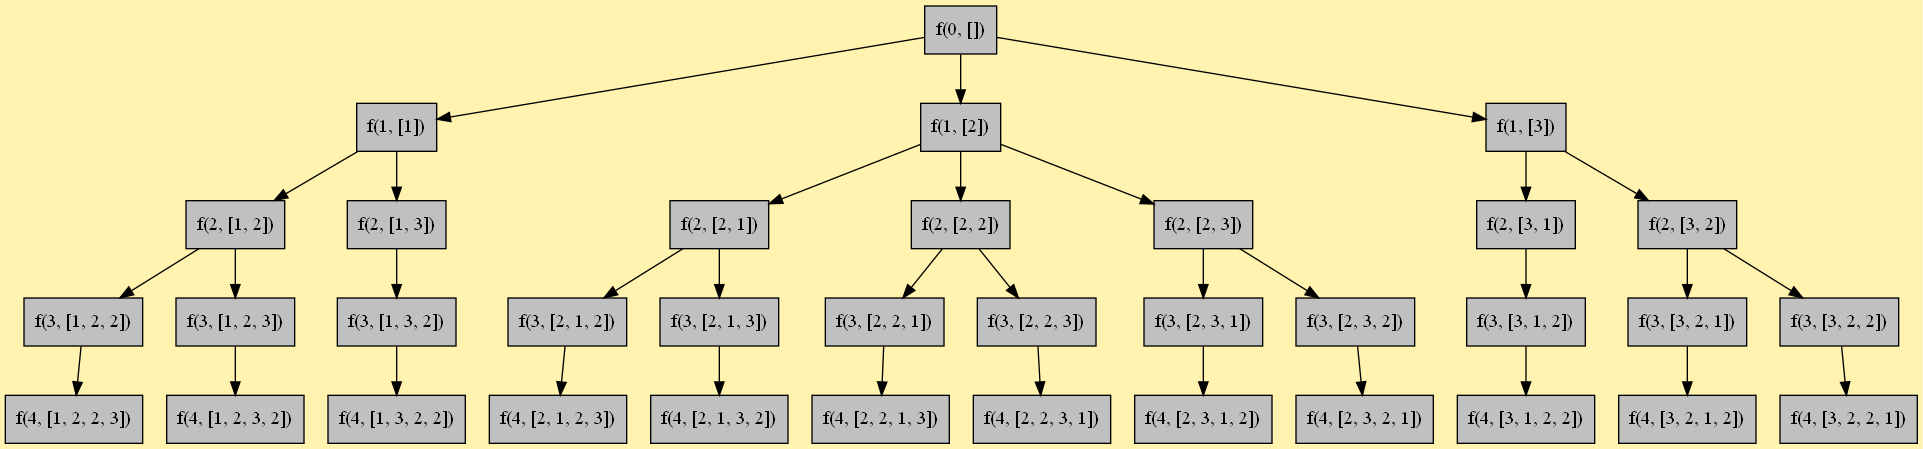 f(0, [])
f(1, [1])
f(1, [2])
f(1, [3])
f(2, [1, 2])
f(2, [1, 3])
f(2, [2, 1])
f(2, [2, 2])
f(2, [2, 3])
f(2, [3, 1])
f(2, [3, 2])
f(3, [1, 2, 2])
f(3, [1, 2, 3])
f(3, [1, 3, 2])
f(3, [2, 1, 2])
f(3, [2, 1, 3])
f(3, [2, 2, 1])
f(3, [2, 2, 3])
f(3, [2, 3, 1])
f(3, [2, 3, 2])
f(3, [3, 1, 2])
f(3, [3, 2, 1])
f(3, [3, 2, 2])
f(4, [1, 2, 2, 3])
f(4, [1, 2, 3, 2])
f(4, [1, 3, 2, 2])
f(4, [2, 1, 2, 3])
f(4, [2, 1, 3, 2])
f(4, [2, 2, 1, 3])
f(4, [2, 2, 3, 1])
f(4, [2, 3, 1, 2])
f(4, [2, 3, 2, 1])
f(4, [3, 1, 2, 2])
f(4, [3, 2, 1, 2])
f(4, [3, 2, 2, 1])